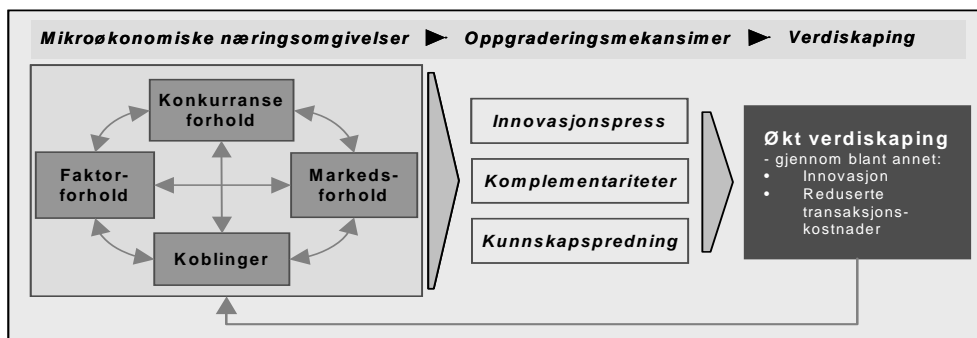 Mikroøkonomiske næringsomgivelser ► Oppgraderingsmekansimer ► Verdiskaping
Konkurranse
forhold
Faktor-
forhold
Markeds-
forhold
Koblinger
Innovasjonspress
Komplementariteter
Kunnskapspredning
Økt verdiskaping
- gjennom blant annet:
• Innovasjon
• Reduserte
transaksjons-
kostnader